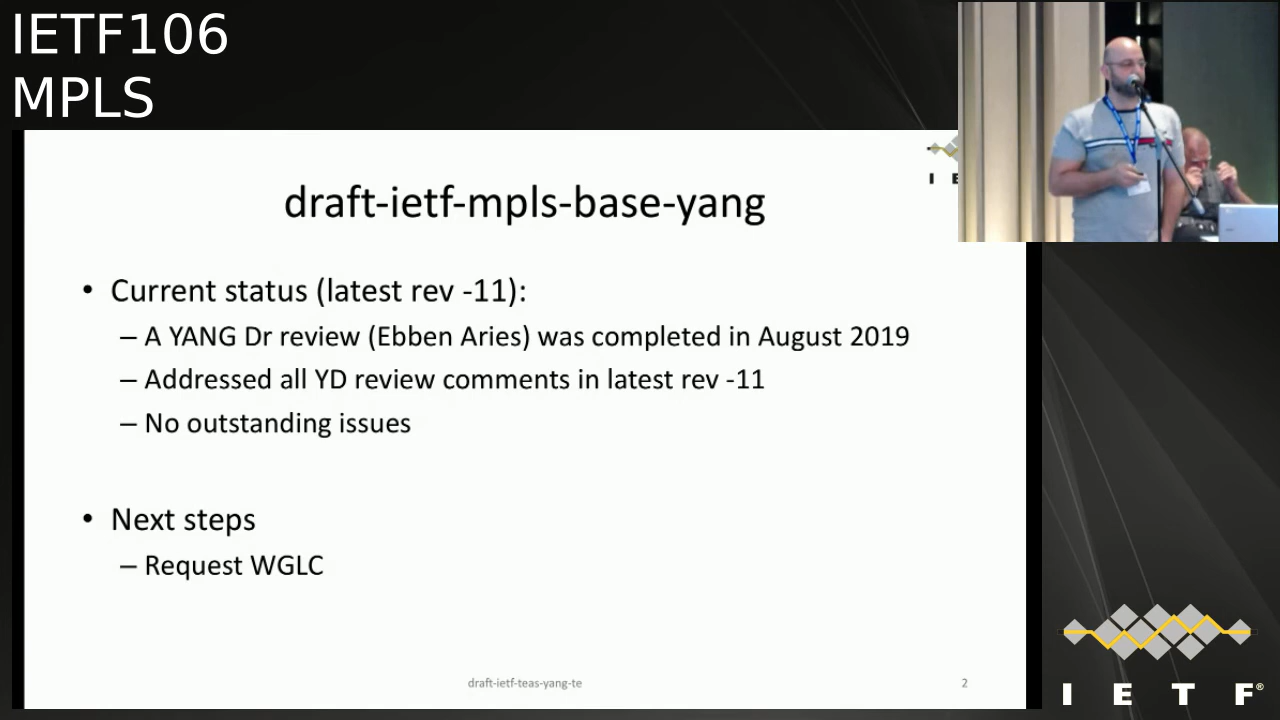 IETF106
MPLS
I E
draft-ietf-mpls-base-yang
• Current status (latest rev -11):
– A YANG Dr review (Ebben Aries) was completed in August 2019
– Addressed all YD review comments in latest rev -11
– No outstanding issues
• Next steps
– Request WGLC
draft-ietf-teas-yang-te
2
I E T F®